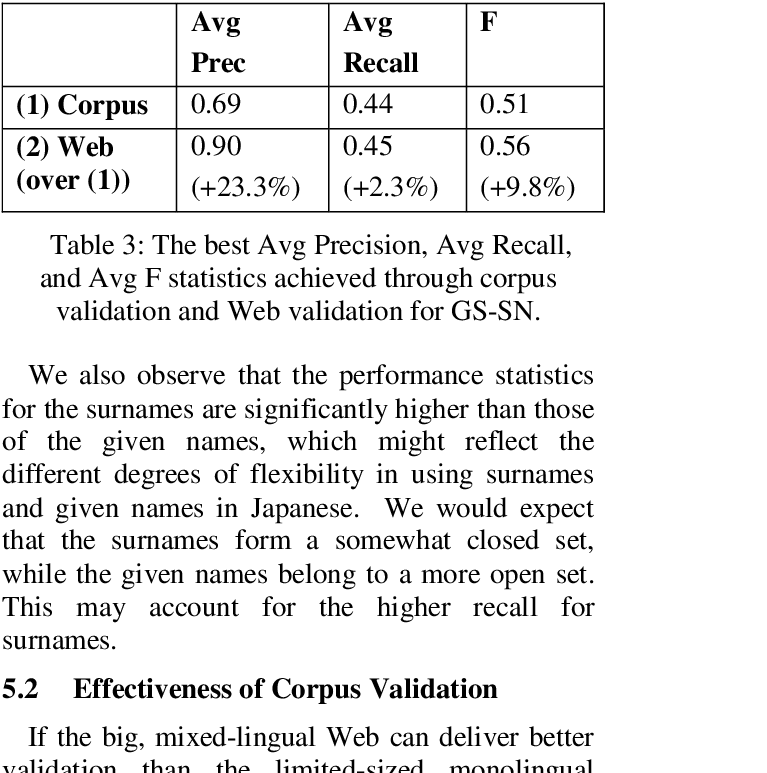 Avg Prec Avg Recall F
(1) Corpus 0.69 0.44 0.51
(2) Web (over (1)) 0.90 (+23.3%) 0.45 (+2.3%) 0.56 (+9.8%)
Table 3: The best Avg Precision, Avg Recall,
and Avg F statistics achieved through corpus
validation and Web validation for GS-SN.
We also observe that the performance statistics
for the surnames are significantly higher than those
of the given names, which might reflect the
different degrees of flexibility in using surnames
and given names in Japanese. We would expect
that the surnames form a somewhat closed set,
while the given names belong to a more open set.
This may account for the higher recall for
surnames.
5.2 Effectiveness of Corpus Validation
If the big, mixed-lingual Web can deliver better
validation than the limited-sized monolingual